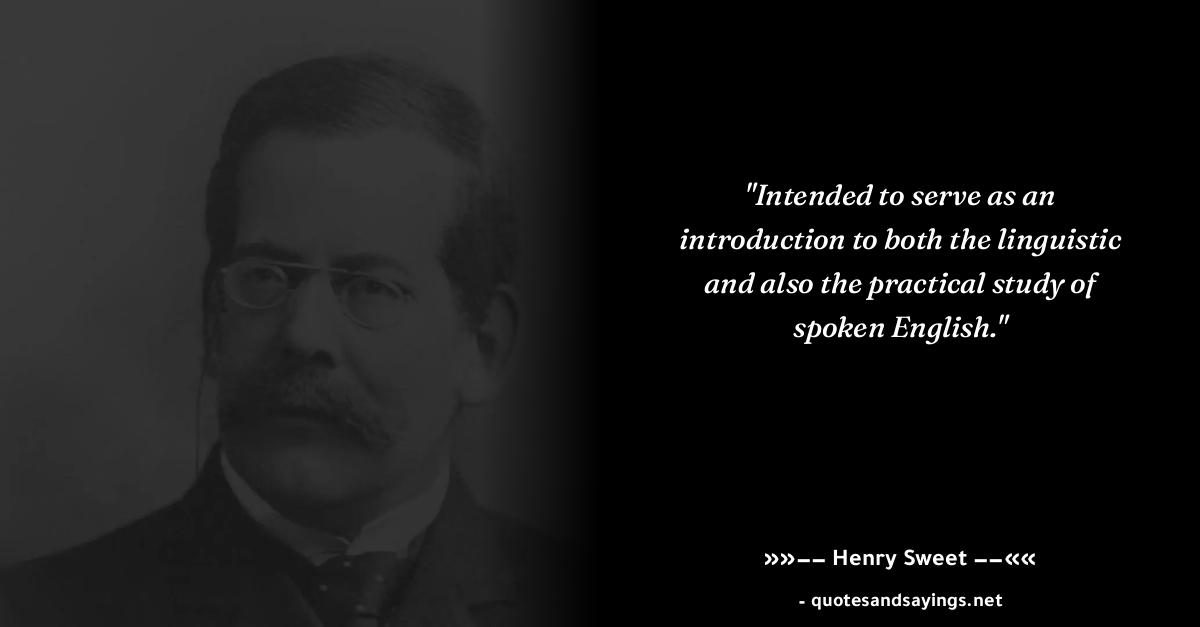 "Intended to serve as an
introduction to both the linguistic
and also the practical study of
spoken English."
»»−− Henry Sweet −−««
- quotesandsayings.net